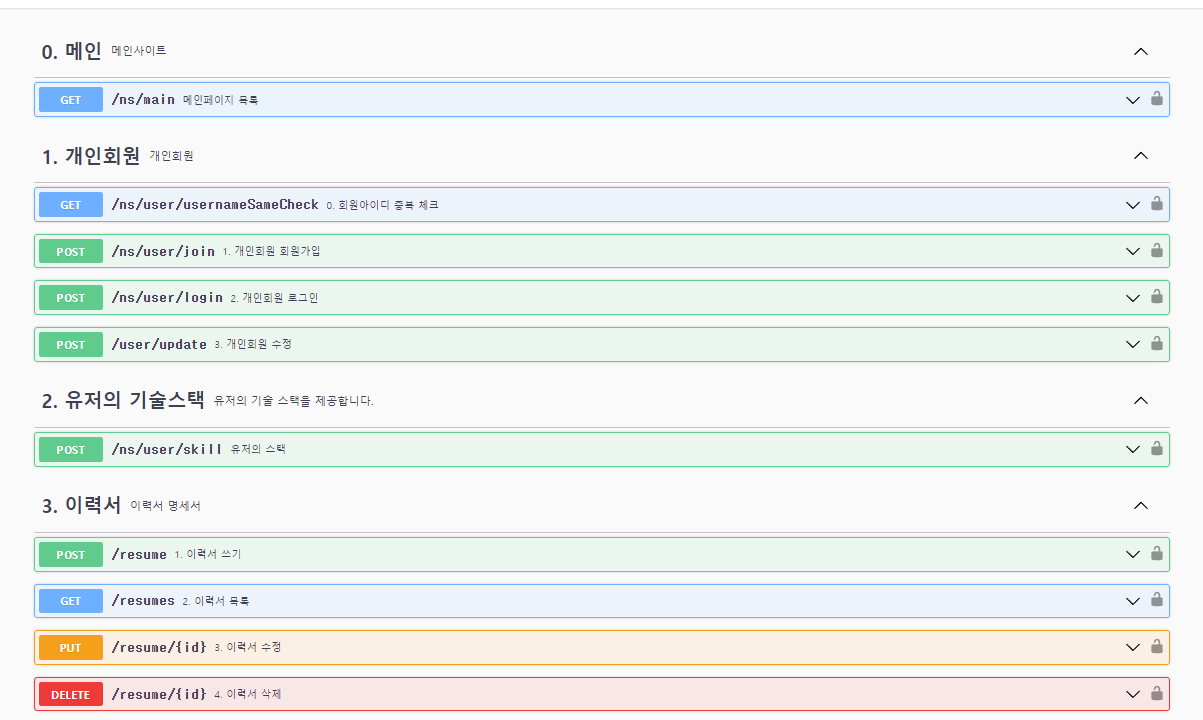 0. 메인 메인사이트
GET /ns/main 메인페이지 목록
1. 개인회원 개인회원
GET /ns/user/usernameSameCheck 0. 회원아이디 중복 체크
POST /ns/user/join 1. 개인회원 회원가입
POST /ns/user/login 2. 개인회원 로그인
POST /user/update 3. 개인회원 수정
2. 유저의 기술스택 유저의 기술 스택을 제공합니다.
POST /ns/user/skill 유저의 스택
3. 이력서 이력서 명세서
POST /resume 1. 이력서 쓰기
GET /resumes 2. 이력서 목록
PUT /resume/{id} 3. 이력서 수정
DELETE /resume/{id} 4. 이력서 삭제